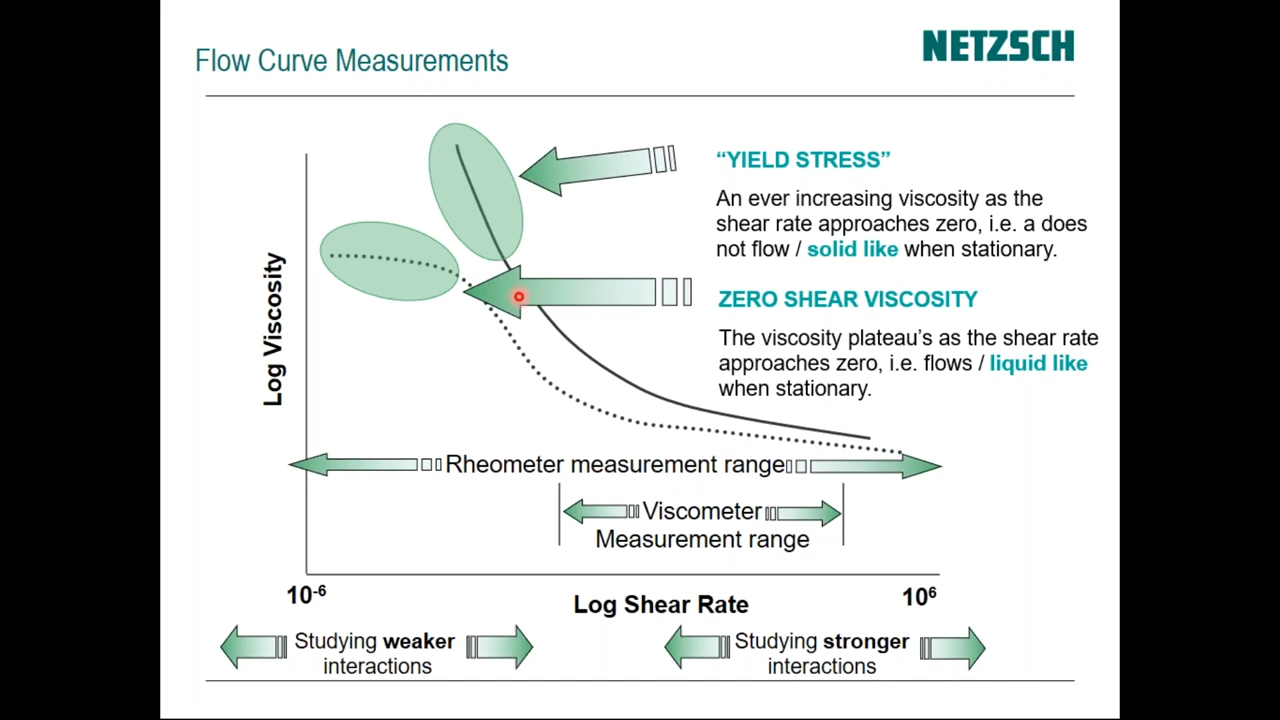 Flow Curve Measurements
NETZSCH
“YIELD STRESS”
An ever increasing viscosity as the
shear rate approaches zero, i.e. a does
not flow / solid like when stationary.
ZERO SHEAR VISCOSITY
The viscosity plateau’s as the shear rate
approaches zero, i.e. flows / liquid like
when stationary.
Log Viscosity
Rheometer measurement range
Viscometer
Measurement range
10⁻⁶
Log Shear Rate
10⁶
Studying weaker
interactions
Studying stronger
interactions